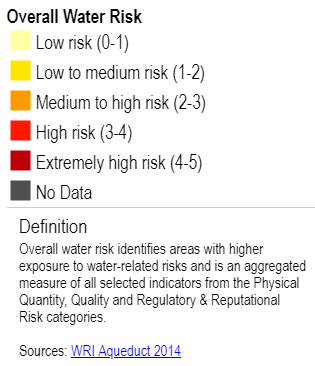 Overall Water Risk
Low risk (0-1)
Low to medium risk (1-2)
Medium to high risk (2-3)
High risk (3-4)
Extremely high risk (4-5)
No Data
Definition
Overall water risk identifies areas with higher
exposure to water-related risks and is an aggregated
measure of all selected indicators from the Physical
Quantity, Quality and Regulatory & Reputational
Risk categories.
Sources: WRI Aqueduct 2014